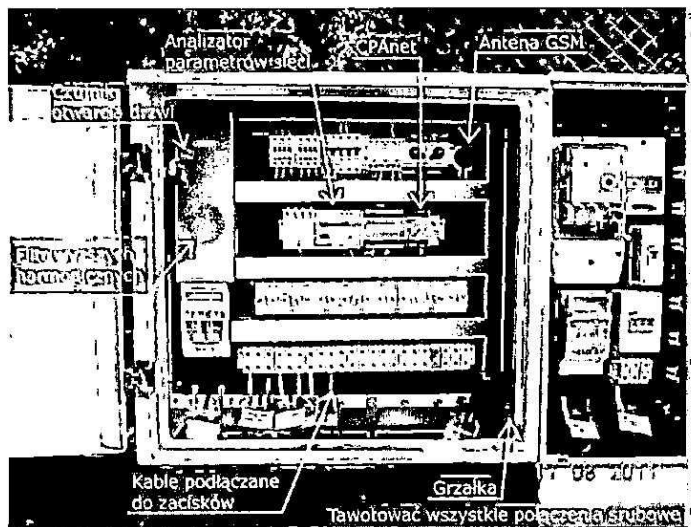 Analizator
parametrów sieci
CPAnet
Antena GSM
Czujnik
otwarcia drzwi
Filtr wyższych
harmonicznych
Kable podłączane
do zacisków
Grzałka
08 2011
Tawotować wszystkie połączenia śrubowe